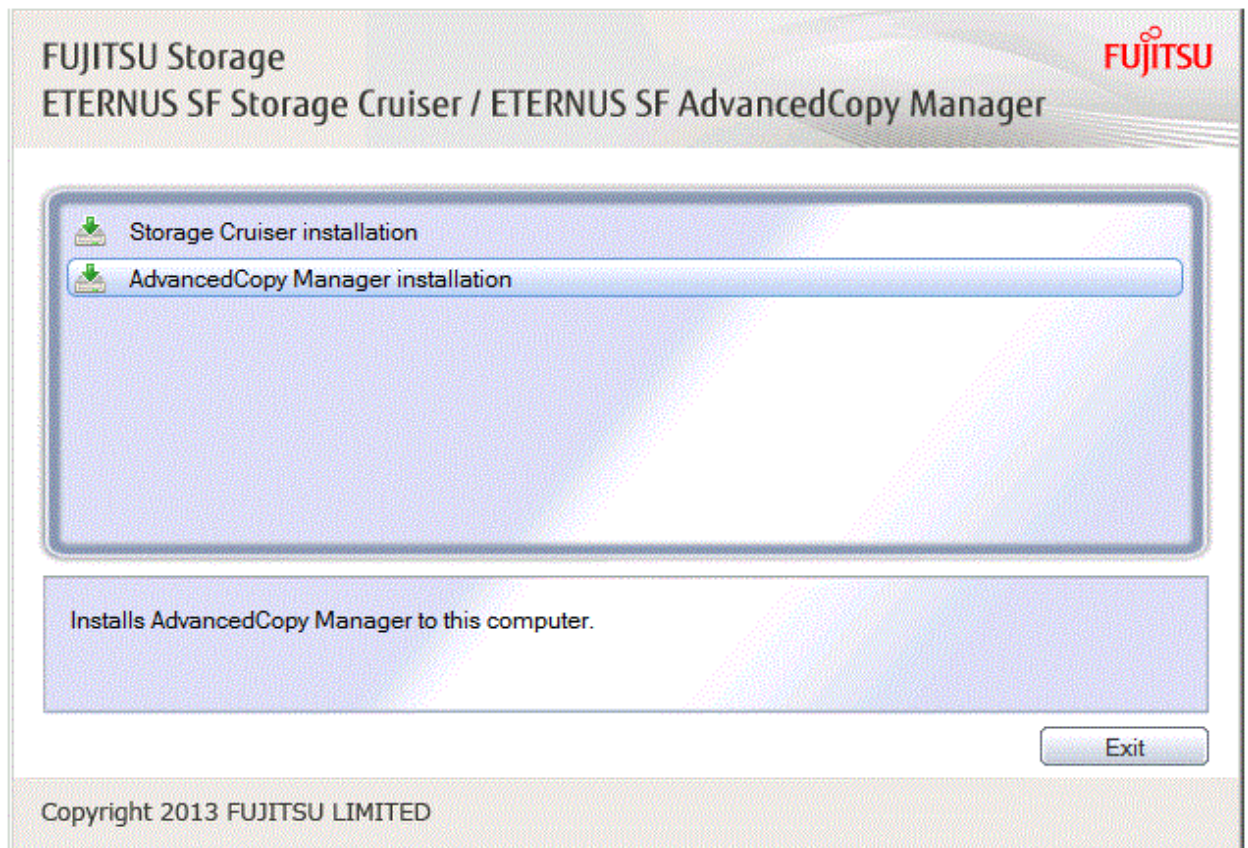 FUJITSU Storage
FUJITSU
ETERNUS SF Storage Cruiser / ETERNUS SF AdvancedCopy Manager
Storage Cruiser installation
AdvancedCopy Manager installation
Installs AdvancedCopy Manager to this computer.
Exit
Copyright 2013 FUJITSU LIMITED